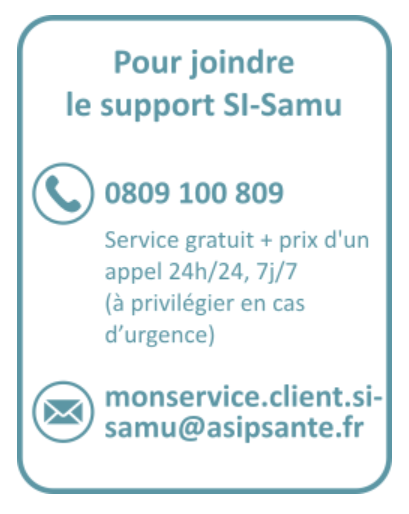 Pour joindre
le support SI-Samu
0809 100 809
Service gratuit + prix d'un
appel 24h/24, 7j/7
(à privilégier en cas
d’urgence)
monservice.client.si-
samu@asipsante.fr